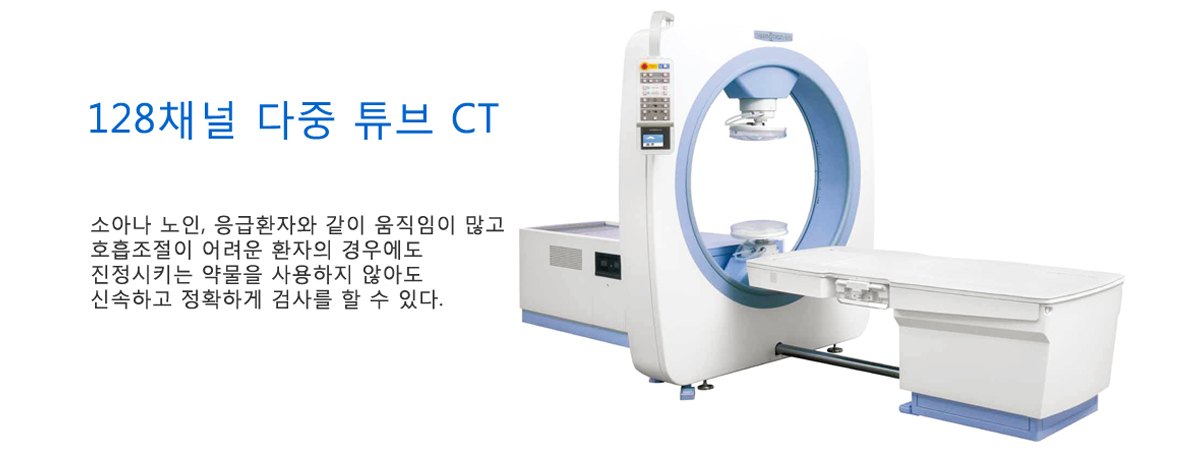 128채널 다중 튜브 CT
소아나 노인, 응급환자와 같이 움직임이 많고
호흡조절이 어려운 환자의 경우에도
진정시키는 약물을 사용하지 않아도
신속하고 정확하게 검사를 할 수 있다.